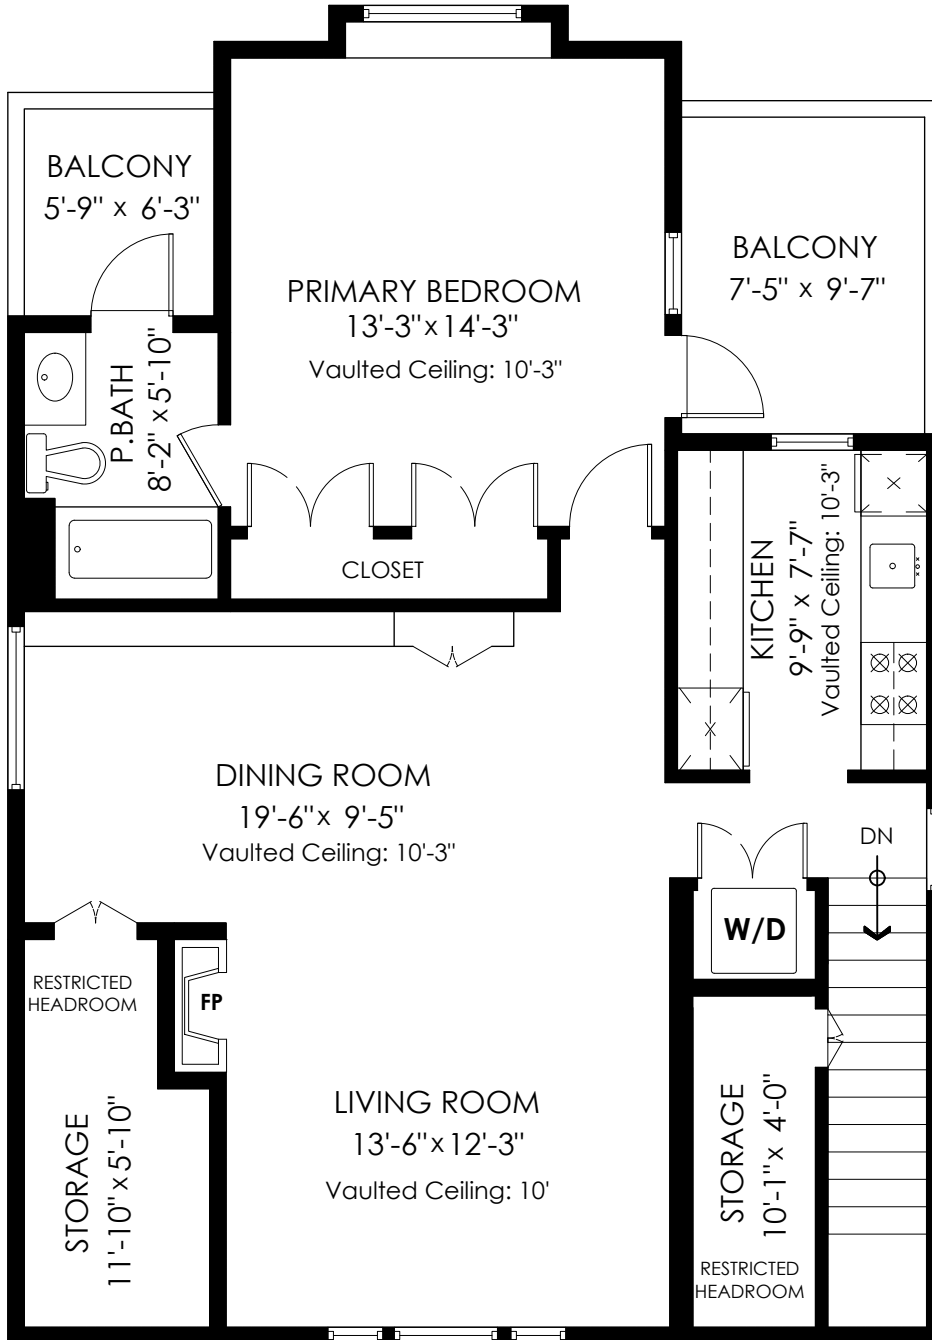 BALCONY
5'-9" x 6'-3"
BALCONY
7'-5" x 9'-7"
PRIMARY BEDROOM
13'-3" x 14'-3"
Vaulted Ceiling: 10'-3"
P.BATH
8'-2" x 5'-10"
CLOSET
KITCHEN
9'-9" x 7'-7"
Vaulted Ceiling: 10'-3"
DINING ROOM
19'-6" x 9'-5"
Vaulted Ceiling: 10'-3"
DN
W/D
RESTRICTED
HEADROOM
FP
STORAGE
11'-10" x 5'-10"
LIVING ROOM
13'-6" x 12'-3"
Vaulted Ceiling: 10'
STORAGE
10'-1" x 4'-0"
RESTRICTED
HEADROOM